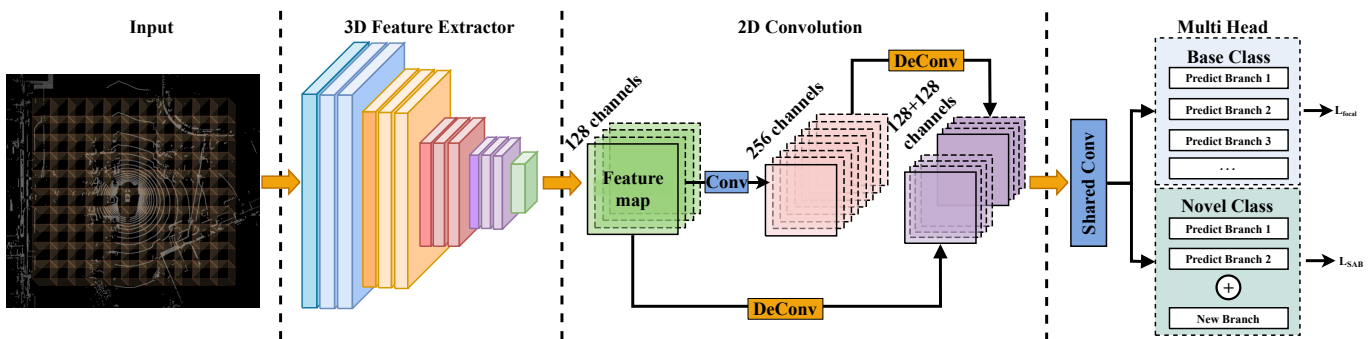 Input
3D Feature Extractor
2D Convolution
Multi Head
128 channels
Feature
map
Conv
256 channels
DeConv
128+128
channels
DeConv
Shared Conv
Base Class
Predict Branch 1
Predict Branch 2
Predict Branch 3
...
L_focal
Novel Class
Predict Branch 1
Predict Branch 2
+
New Branch
L_SAB